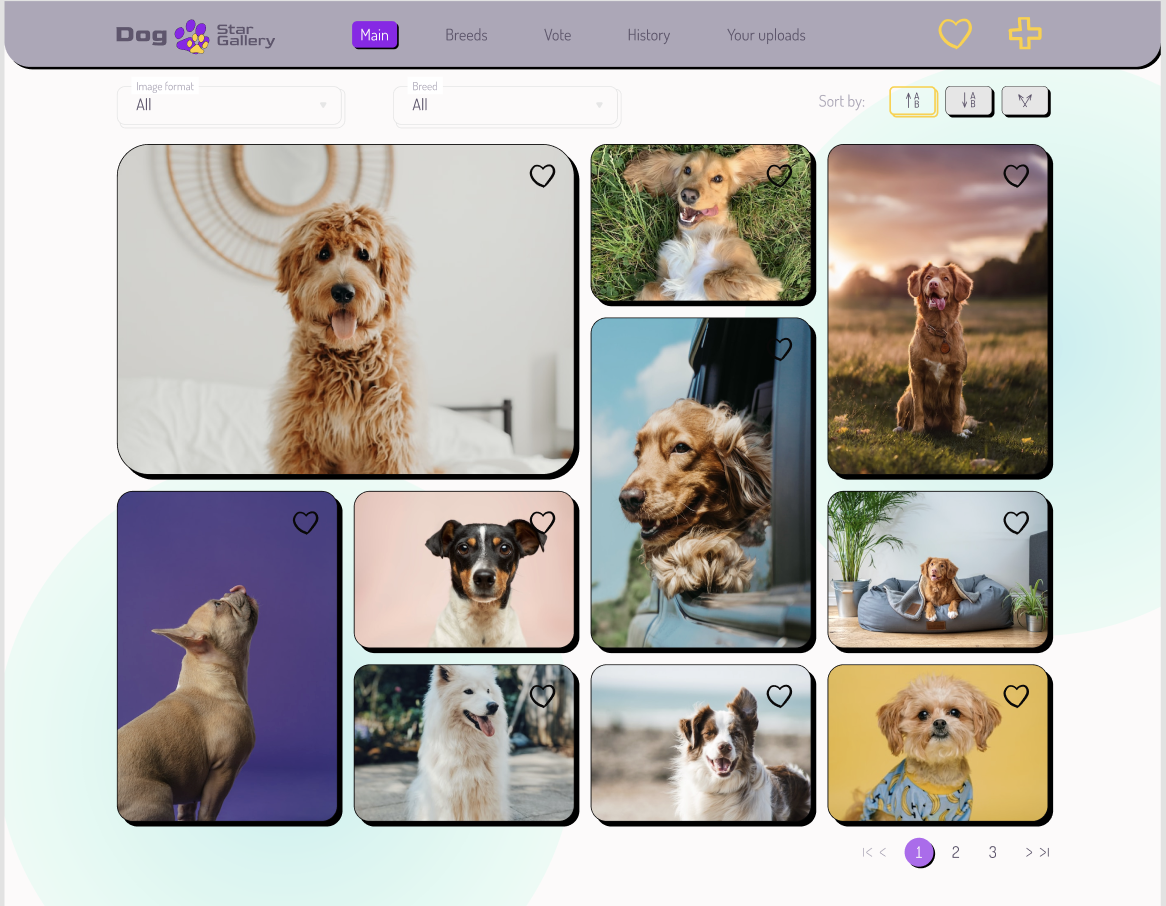 Dog
Star
Gallery
Main
Breeds
Vote
History
Your uploads
Image format
All
Breed
All
Sort by:
A
B
A
B
1
2
3